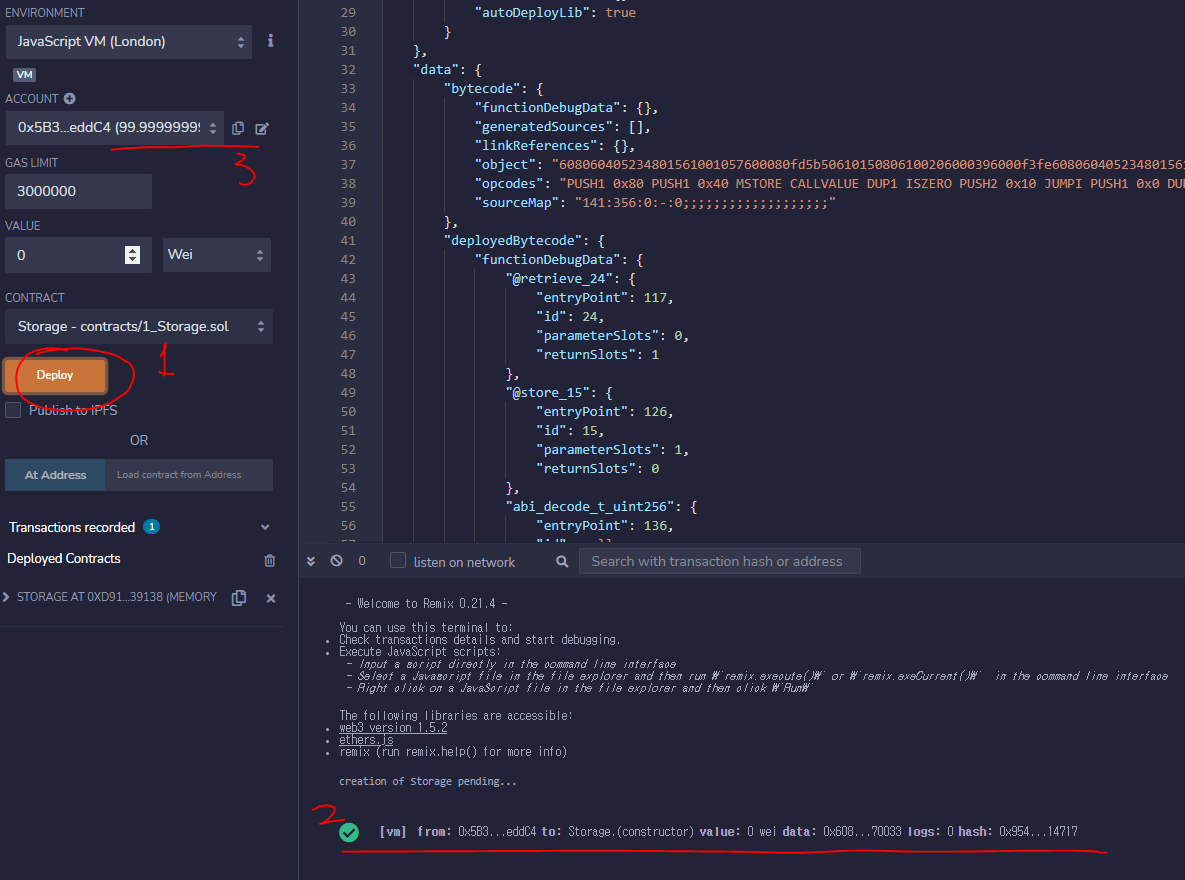 ENVIRONMENT
JavaScript VM (London)
VM
ACCOUNT
0x5B3...eddC4 (99.99999999
3
GAS LIMIT
3000000
VALUE
0
Wei
CONTRACT
Storage - contracts/1_Storage.sol
1
Deploy
Publish to IPFS
OR
At Address
Load contract from Address
Transactions recorded 1
Deployed Contracts
STORAGE AT 0XD91...39138 (MEMORY
29 "autoDeployLib": true
30 }
31 },
32 "data": {
33 "bytecode": {
34 "functionDebugData": {},
35 "generatedSources": [],
36 "linkReferences": {},
37 "object": "608060405234801561001057600080fd5b50610150806100206000396000f3fe6080604052348015610
38 "opcodes": "PUSH1 0x80 PUSH1 0x40 MSTORE CALLVALUE DUP1 ISZERO PUSH2 0x10 JUMPI PUSH1 0x0 DUP
39 "sourceMap": "141:356:0:-:0;;;;;;;;;;;;;;;;;;;"
40 },
41 "deployedBytecode": {
42 "functionDebugData": {
43 "@retrieve_24": {
44 "entryPoint": 117,
45 "id": 24,
46 "parameterSlots": 0,
47 "returnSlots": 1
48 },
49 "@store_15": {
50 "entryPoint": 126,
51 "id": 15,
52 "parameterSlots": 1,
53 "returnSlots": 0
54 },
55 "abi_decode_t_uint256": {
56 "entryPoint": 136,
0
listen on network
Search with transaction hash or address
- Welcome to Remix 0.21.4 -
You can use this terminal to:
• Check transactions details and start debugging.
• Execute JavaScript scripts:
- Input a script directly in the command line interface
- Select a Javascript file in the file explorer and then run ₩`remix.execute()₩` or ₩`remix.exeCurrent()₩` in the command line interface
- Right click on a JavaScript file in the file explorer and then click ₩`Run₩`
The following libraries are accessible:
• web3 version 1.5.2
• ethers.js
• remix (run remix.help() for more info)
creation of Storage pending...
2
[vm] from: 0x5B3...eddC4 to: Storage.(constructor) value: 0 wei data: 0x608...70033 logs: 0 hash: 0x954...14717